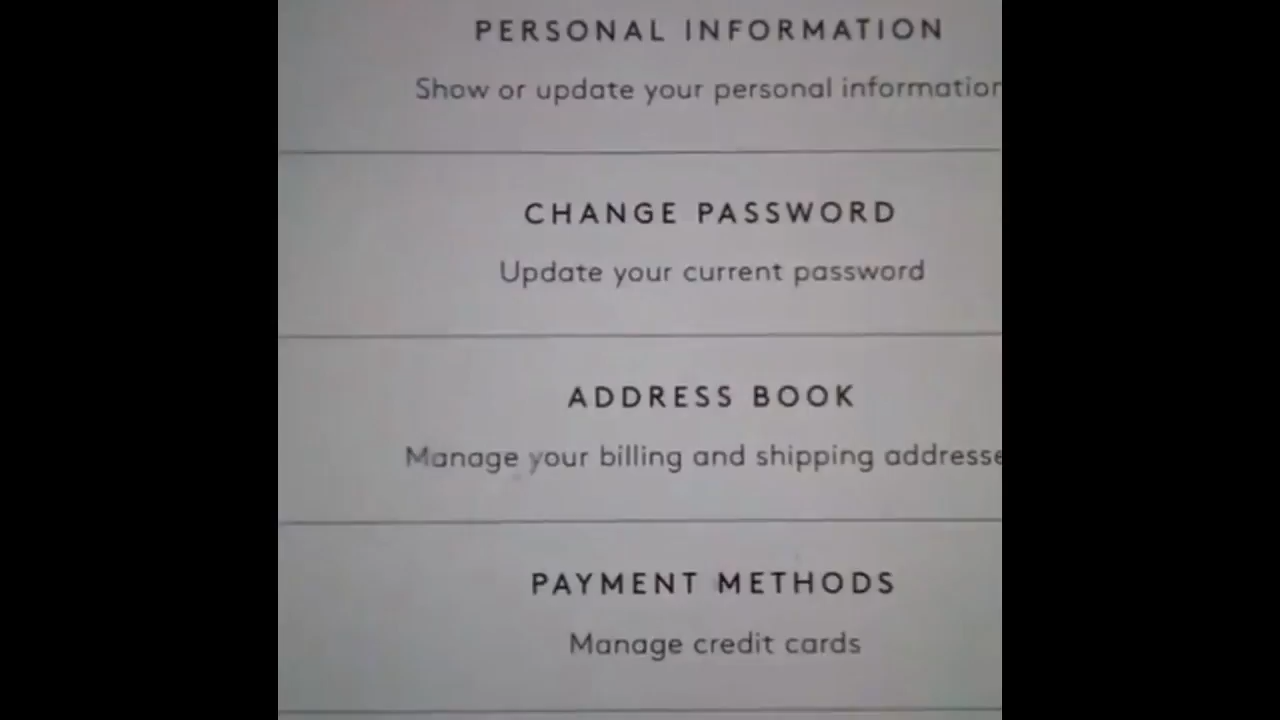 PERSONAL INFORMATION
Show or update your personal information
CHANGE PASSWORD
Update your current password
ADDRESS BOOK
Manage your billing and shipping addresse
PAYMENT METHODS
Manage credit cards